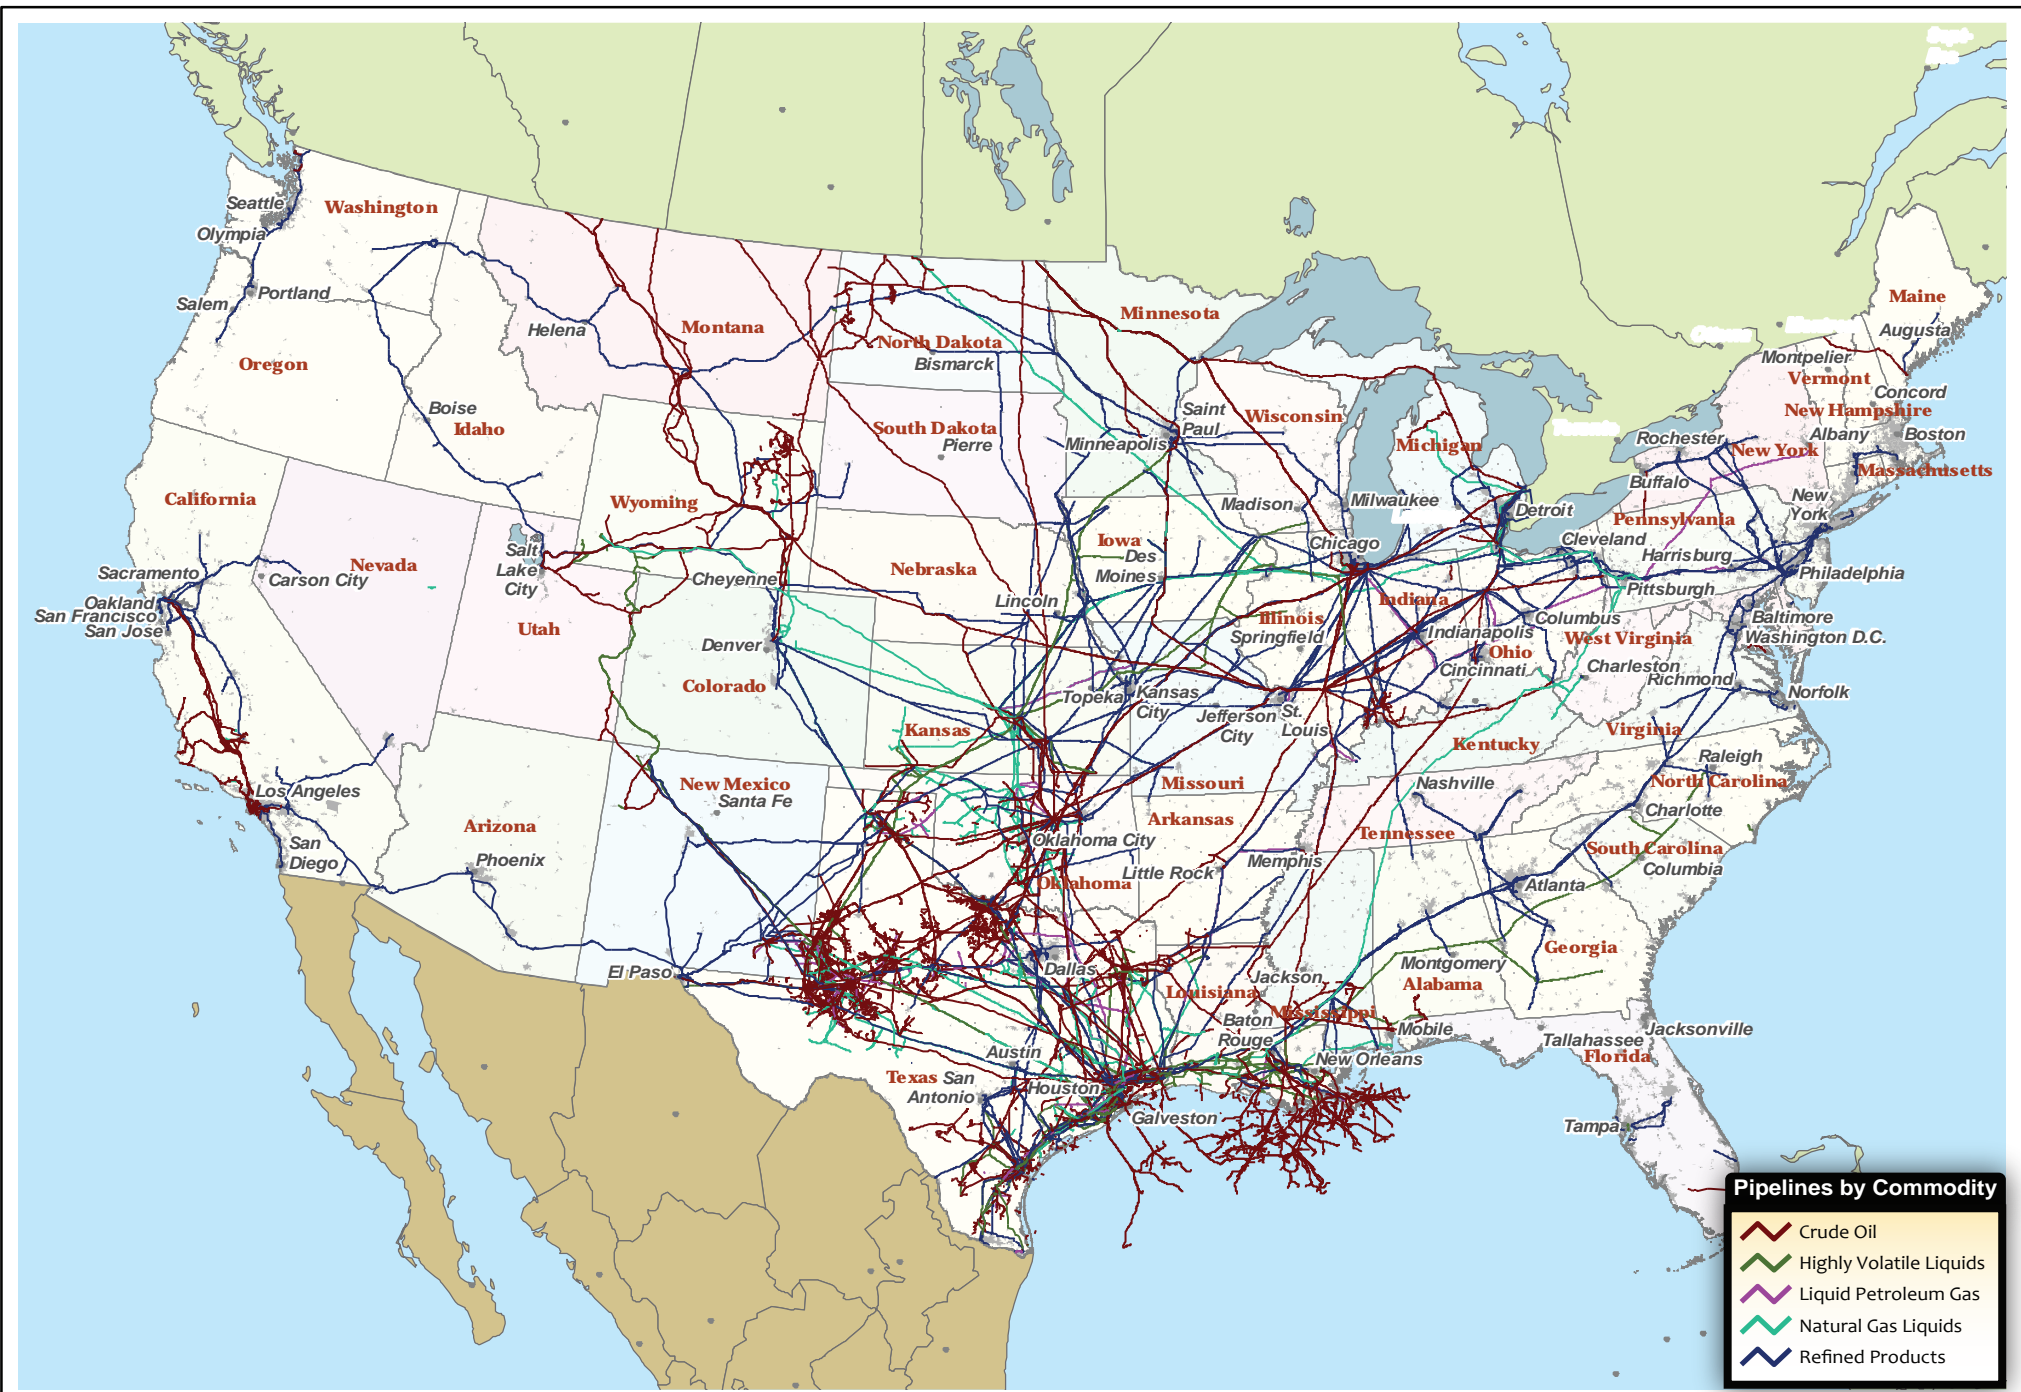 Seattle
Washington
Olympia
Portland
Salem
Oregon
Helena
Montana
North Dakota
Bismarck
Minnesota
Maine
Augusta
Montpelier
Vermont
Concord
New Hampshire
Boise
Idaho
South Dakota
Pierre
Saint
Paul
Minneapolis
Wisconsin
Michigan
Rochester
Albany
Boston
New York
Massachusetts
Buffalo
California
Wyoming
Madison
Milwaukee
Detroit
New
York
Pennsylvania
Nevada
Salt
Lake
City
Carson City
Sacramento
Oakland
San Francisco
San Jose
Utah
Cheyenne
Nebraska
Iowa
Des
Moines
Lincoln
Chicago
Cleveland
Harrisburg
Philadelphia
Pittsburgh
Indiana
Illinois
Springfield
Indianapolis
Columbus
Ohio
Cincinnati
West Virginia
Baltimore
Washington D.C.
Charleston
Richmond
Norfolk
Denver
Colorado
Topeka
Kansas
City
Jefferson
City
St.
Louis
Kansas
Kentucky
Virginia
Raleigh
North Carolina
Charlotte
Los Angeles
San
Diego
Arizona
Phoenix
New Mexico
Santa Fe
Missouri
Arkansas
Nashville
Tennessee
Oklahoma City
Little Rock
Memphis
Oklahoma
South Carolina
Columbia
Atlanta
Georgia
El Paso
Dallas
Louisiana
Jackson
Mississippi
Montgomery
Alabama
Baton
Rouge
Mobile
New Orleans
Tallahassee
Jacksonville
Florida
Tampa
Austin
Texas
San
Antonio
Houston
Galveston
Pipelines by Commodity
Crude Oil
Highly Volatile Liquids
Liquid Petroleum Gas
Natural Gas Liquids
Refined Products